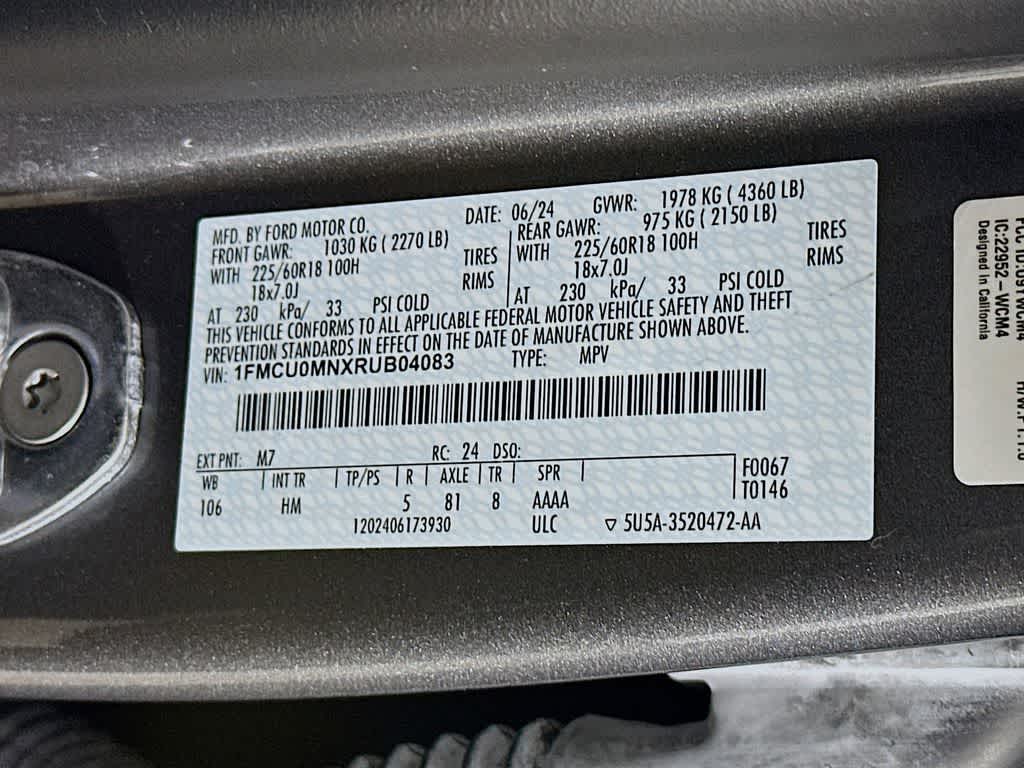 MFD. BY FORD MOTOR CO.
DATE: 06/24 GVWR: 1978 KG ( 4360 LB)
FRONT GAWR: 1030 KG ( 2270 LB)
REAR GAWR: 975 KG ( 2150 LB)
WITH 225/60R18 100H TIRES
WITH 225/60R18 100H TIRES
18x7.0J RIMS
18x7.0J RIMS
AT 230 kPa/ 33 PSI COLD
AT 230 kPa/ 33 PSI COLD
THIS VEHICLE CONFORMS TO ALL APPLICABLE FEDERAL MOTOR VEHICLE SAFETY AND THEFT
PREVENTION STANDARDS IN EFFECT ON THE DATE OF MANUFACTURE SHOWN ABOVE.
VIN: 1FMCU0MNXRUB04083 TYPE: MPV
EXT PNT: M7 RC: 24 DSO:
WB INT TR TP/PS R AXLE TR SPR F0067
106 HM 5 81 8 AAAA T0146
120240617393​0 ULC ▽ 5U5A-3520472-AA
IC:22952-WCM4
Designed in California